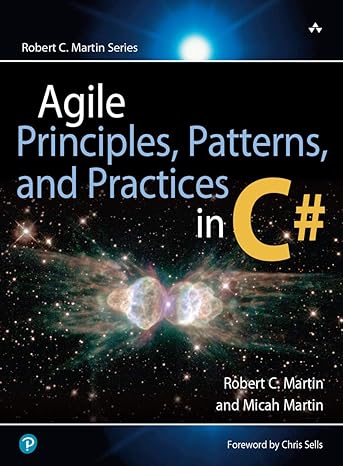 Robert C. Martin Series
Agile
Principles, Patterns,
and Practices
in C#
Robert C. Martin
and Micah Martin
P
Foreword by Chris Sells